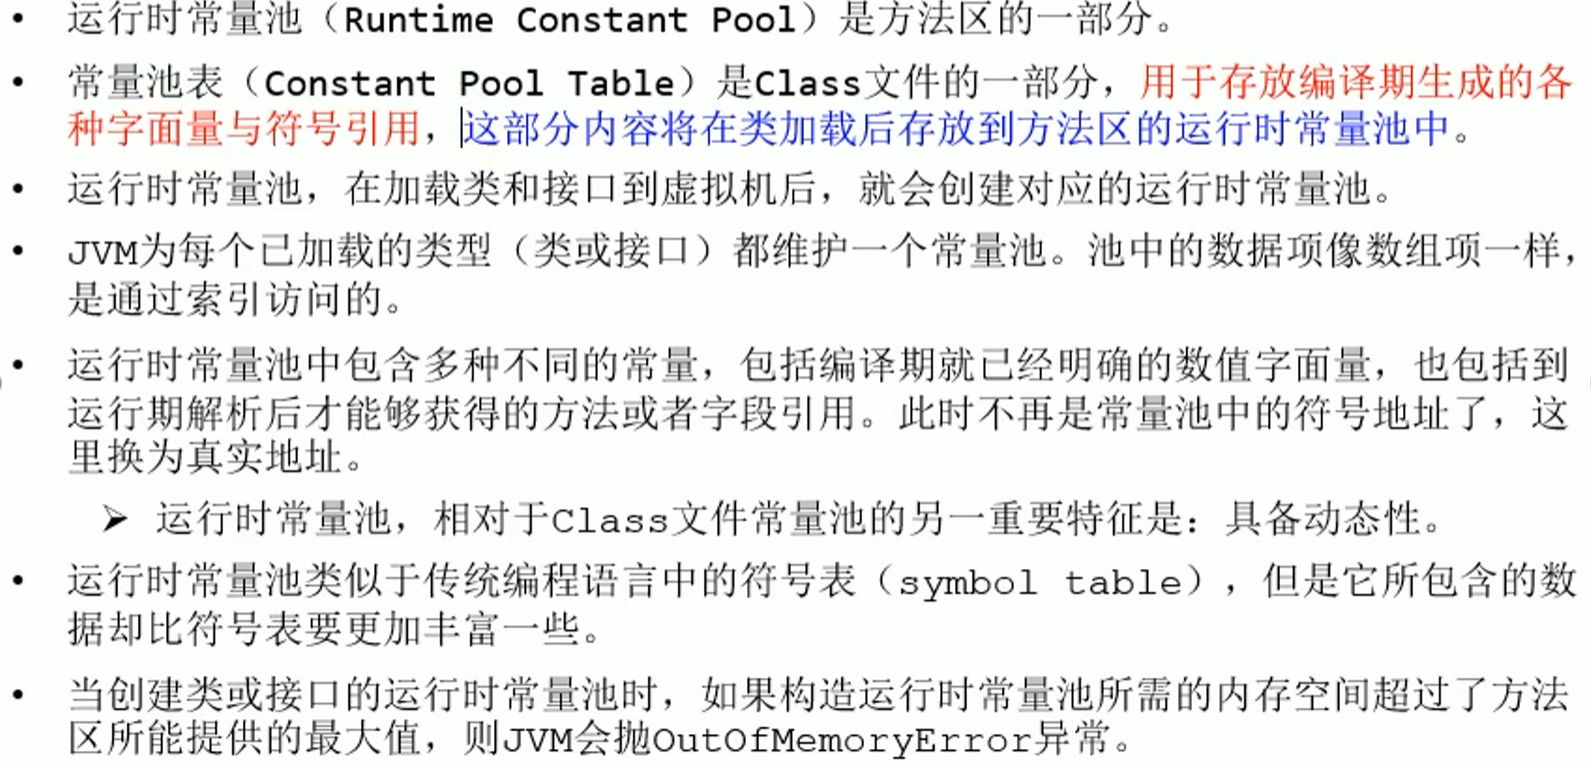 • 运行时常量池（Runtime Constant Pool）是方法区的一部分。
• 常量池表（Constant Pool Table）是Class文件的一部分，用于存放编译期生成的各
种字面量与符号引用，这部分内容将在类加载后存放到方法区的运行时常量池中。
• 运行时常量池，在加载类和接口到虚拟机后，就会创建对应的运行时常量池。
• JVM为每个已加载的类型（类或接口）都维护一个常量池。池中的数据项像数组项一样，
是通过索引访问的。
• 运行时常量池中包含多种不同的常量，包括编译期就已经明确的数值字面量，也包括到
运行期解析后才能够获得的方法或者字段引用。此时不再是常量池中的符号地址了，这
里换为真实地址。
➢ 运行时常量池，相对于Class文件常量池的另一重要特征是：具备动态性。
• 运行时常量池类似于传统编程语言中的符号表（symbol table），但是它所包含的数
据却比符号表要更加丰富一些。
• 当创建类或接口的运行时常量池时，如果构造运行时常量池所需的内存空间超过了方法
区所能提供的最大值，则JVM会抛OutOfMemoryError异常。